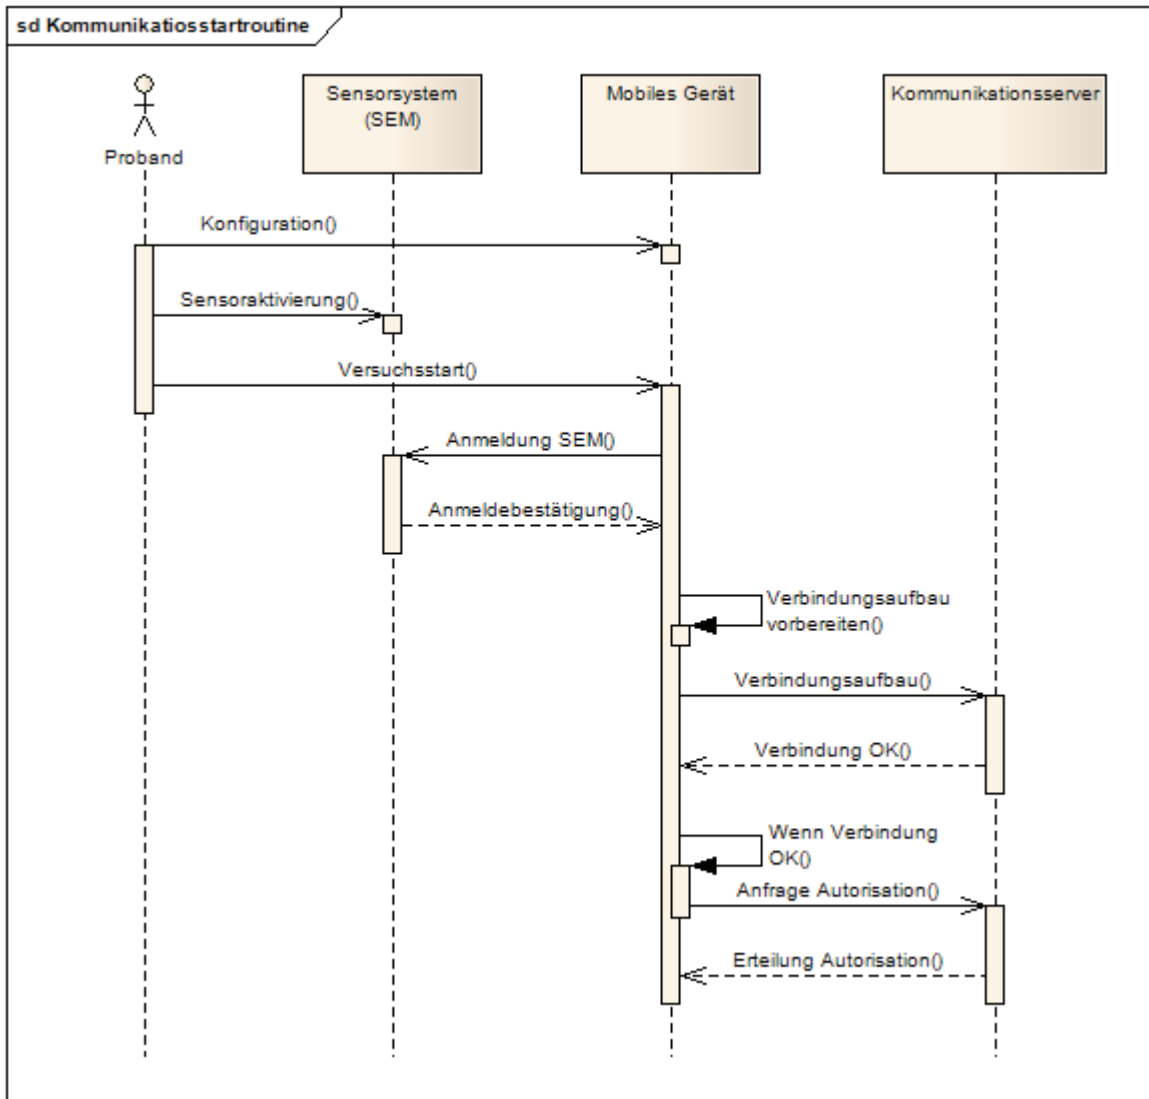 sd Kommunikatiosstartroutine
Proband
Sensorsystem
(SEM)
Mobiles Gerät
Kommunikationsserver
Konfiguration()
Sensoraktivierung()
Versuchsstart()
Anmeldung SEM()
Anmeldebestätigung()
Verbindungsaufbau
vorbereiten()
Verbindungsaufbau()
Verbindung OK()
Wenn Verbindung
OK()
Anfrage Autorisation()
Erteilung Autorisation()